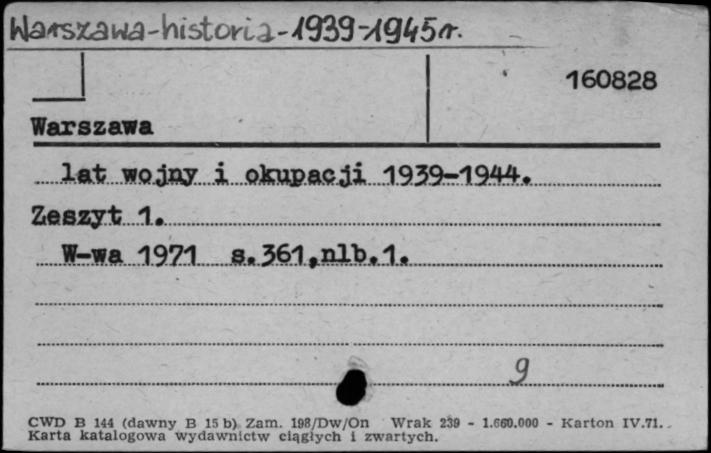 Warszawa-historia-1939-1945r.
160828
Warszawa
lat wojny i okupacji 1939-1944.
Zeszyt 1.
W-wa 1971 s.361,nlb.1.
9
CWD B 144 (dawny B 15 b) Zam. 198/Dw/On Wrak 239 - 1.660.000 - Karton IV.71.
Karta katalogowa wydawnictw ciągłych i zwartych.